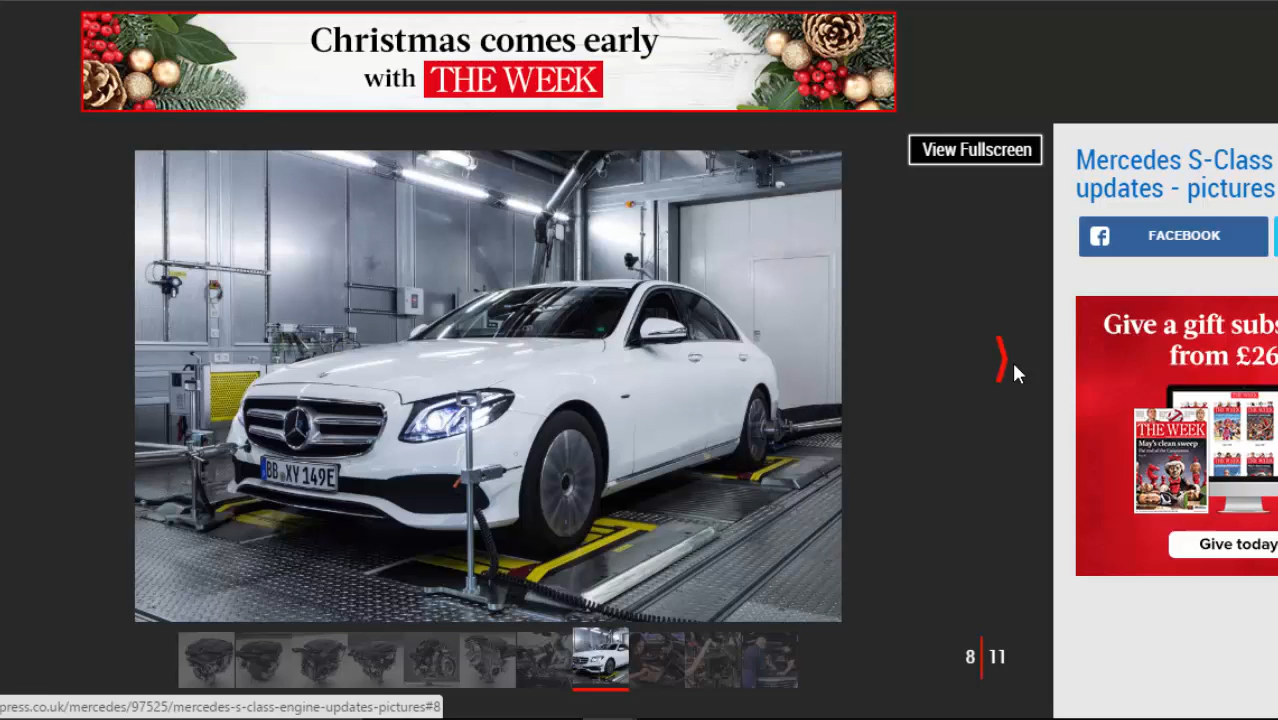 Christmas comes early
with THE WEEK
View Fullscreen
Mercedes S-Class
updates - pictures
FACEBOOK
BB XY 149E
Give a gift subs
from £26
THE WEEK
May's clean sweep
Give today
8 11
press.co.uk/mercedes/97525/mercedes-s-class-engine-updates-pictures#8